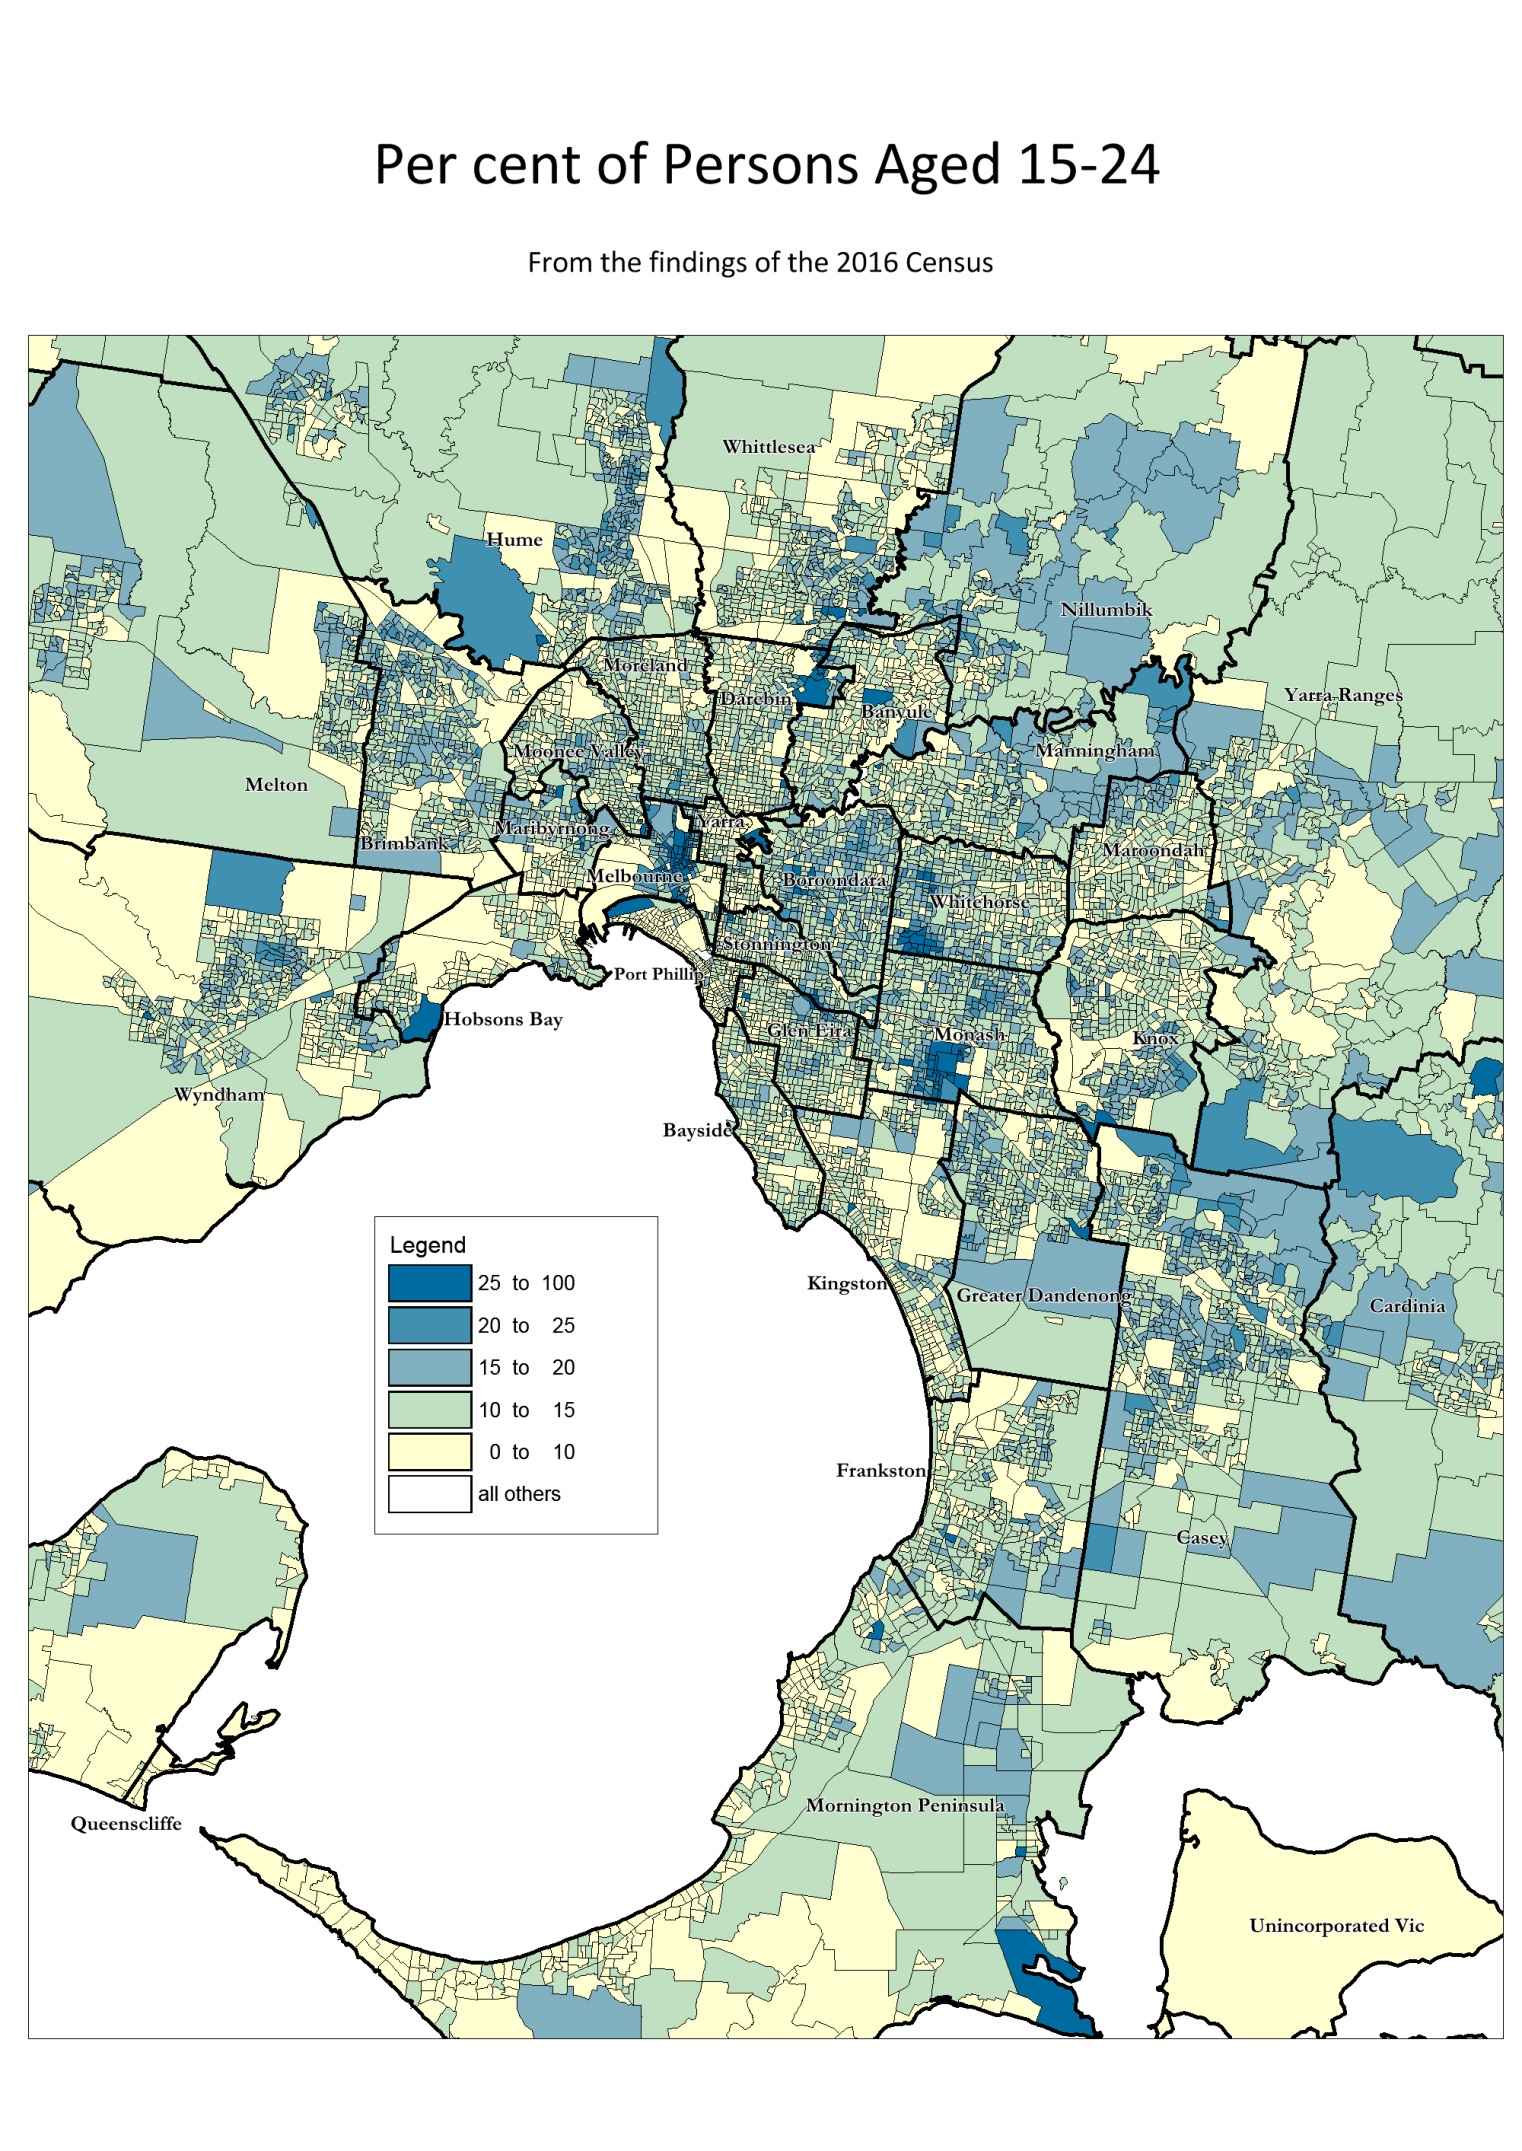 Per cent of Persons Aged 15-24
From the findings of the 2016 Census
Whittlesea
Hume
Nillumbik
Moreland
Darebin
Banyule
Yarra Ranges
Moonee Valley
Manningham
Melton
Maribyrnong
Yarra
Brimbank
Maroondah
Melbourne
Boroondara
Whitehorse
Stonnington
Port Phillip
Hobsons Bay
Glen Eira
Monash
Knox
Wyndham
Bayside
Legend
25 to 100
20 to 25
15 to 20
10 to 15
0 to 10
all others
Kingston
Greater Dandenong
Cardinia
Frankston
Casey
Mornington Peninsula
Queenscliffe
Unincorporated Vic